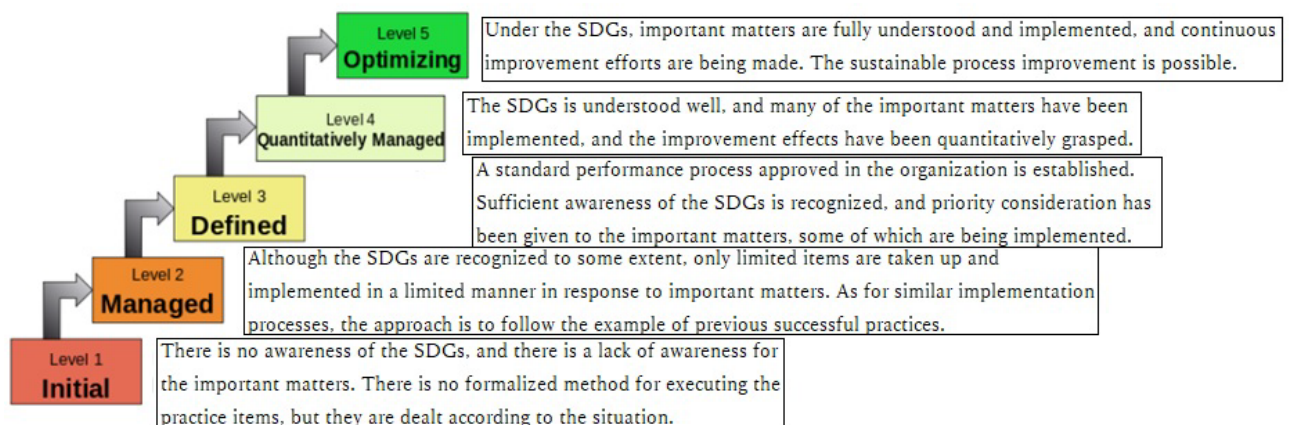 Level 5
Optimizing
Under the SDGs, important matters are fully understood and implemented, and continuous
improvement efforts are being made. The sustainable process improvement is possible.
Level 4
Quantitatively Managed
The SDGs is understood well, and many of the important matters have been
implemented, and the improvement effects have been quantitatively grasped.
Level 3
Defined
A standard performance process approved in the organization is established.
Sufficient awareness of the SDGs is recognized, and priority consideration has
been given to the important matters, some of which are being implemented.
Level 2
Managed
Although the SDGs are recognized to some extent, only limited items are taken up and
implemented in a limited manner in response to important matters. As for similar implementation
processes, the approach is to follow the example of previous successful practices.
Level 1
Initial
There is no awareness of the SDGs, and there is a lack of awareness for
the important matters. There is no formalized method for executing the
practice items, but they are dealt according to the situation.